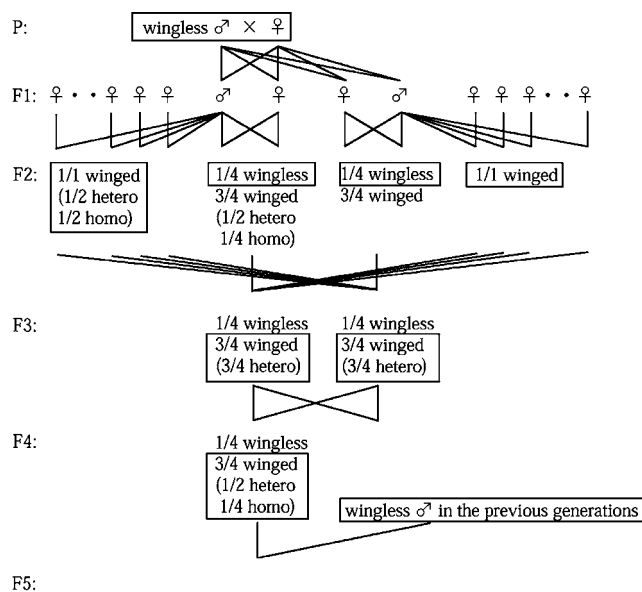 P: wingless ♂ × ♀
F1: ♀ · · ♀ ♀ ♀ ♂ ♀ ♀ ♂ ♀ ♀ ♀ · · ♀
F2: 1/1 winged 1/4 wingless 1/4 wingless 1/1 winged
(1/2 hetero 3/4 winged 3/4 winged
1/2 homo) (1/2 hetero
1/4 homo)
F3: 1/4 wingless 1/4 wingless
3/4 winged 3/4 winged
(3/4 hetero) (3/4 hetero)
F4: 1/4 wingless
3/4 winged
(1/2 hetero
1/4 homo) wingless ♂ in the previous generations
F5: